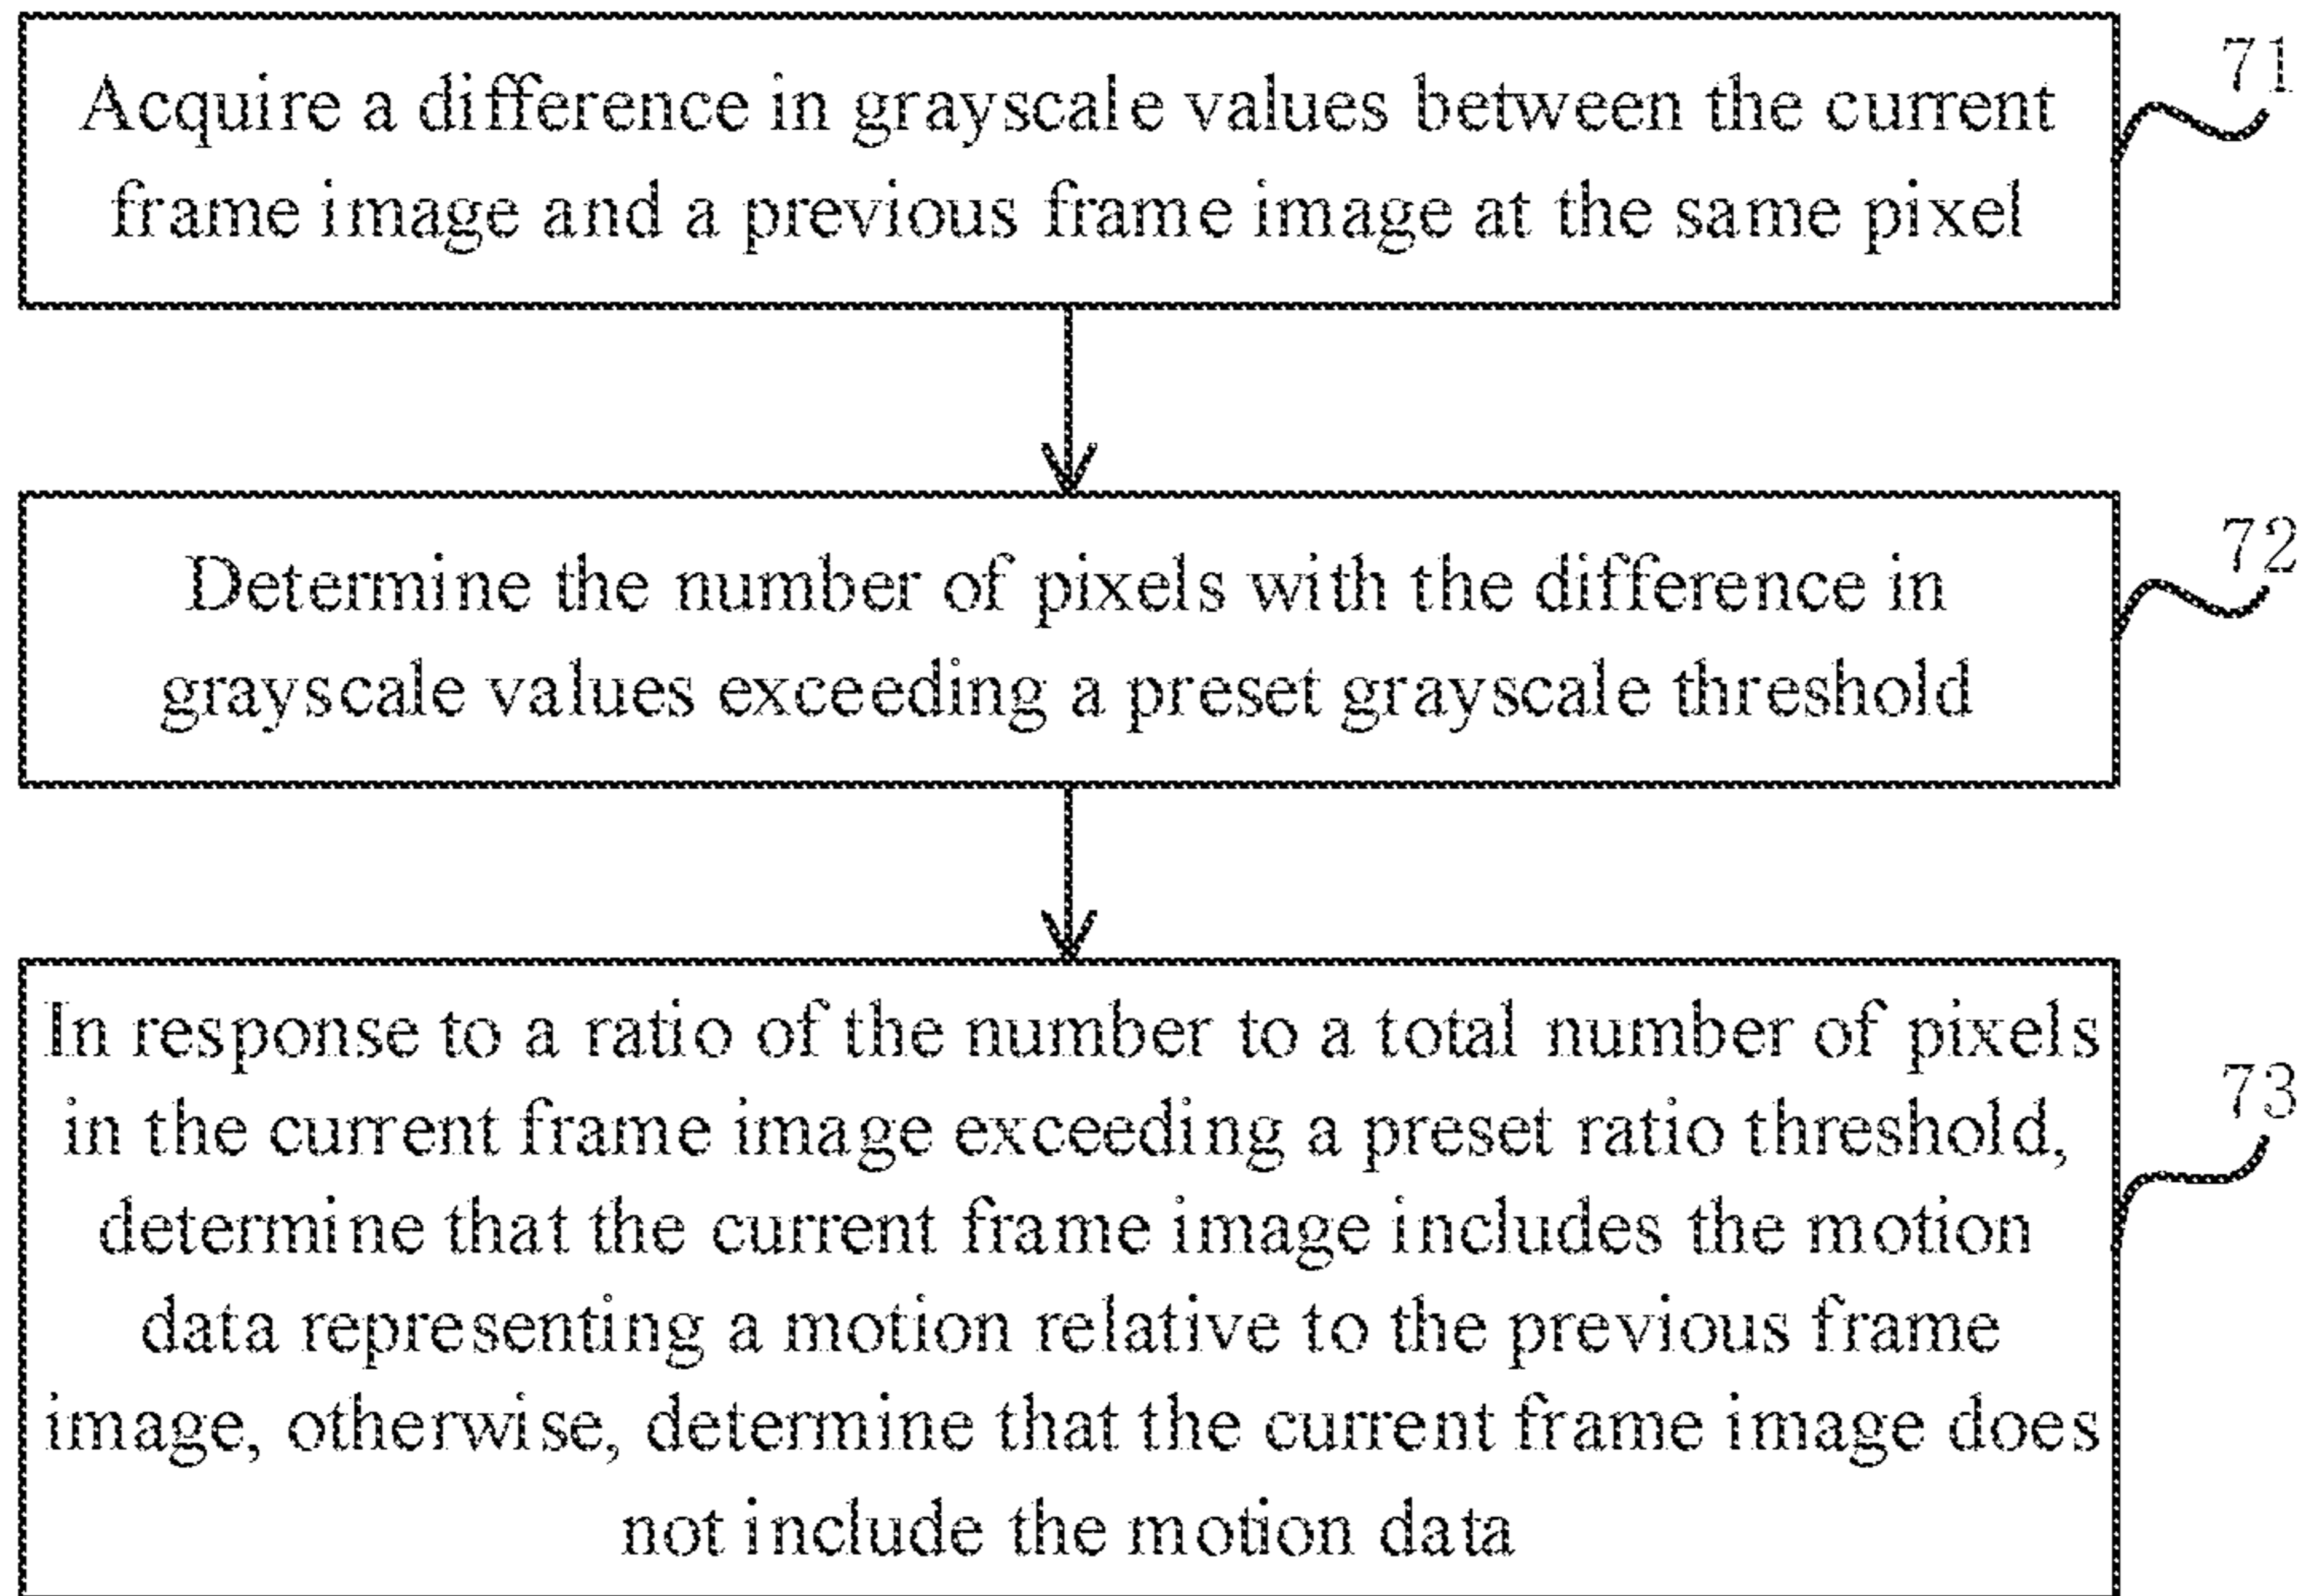 Acquire a difference in grayscale values between the current
frame image and a previous frame image at the same pixel
71
Determine the number of pixels with the difference in
grayscale values exceeding a preset grayscale threshold
72
In response to a ratio of the number to a total number of pixels
in the current frame image exceeding a preset ratio threshold,
determine that the current frame image includes the motion
data representing a motion relative to the previous frame
image, otherwise, determine that the current frame image does
not include the motion data
73